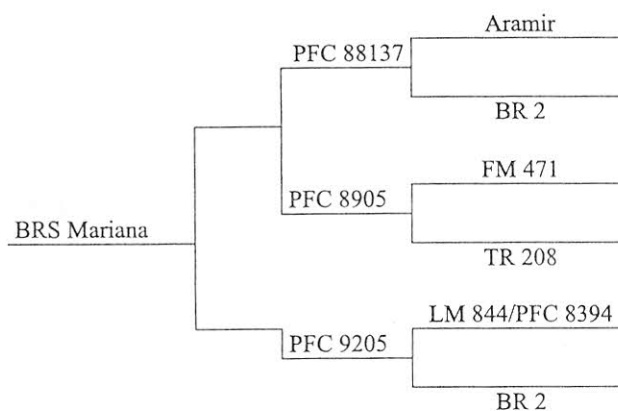 Aramir
PFC 88137
BR 2
FM 471
PFC 8905
BRS Mariana
TR 208
LM 844/PFC 8394
PFC 9205
BR 2